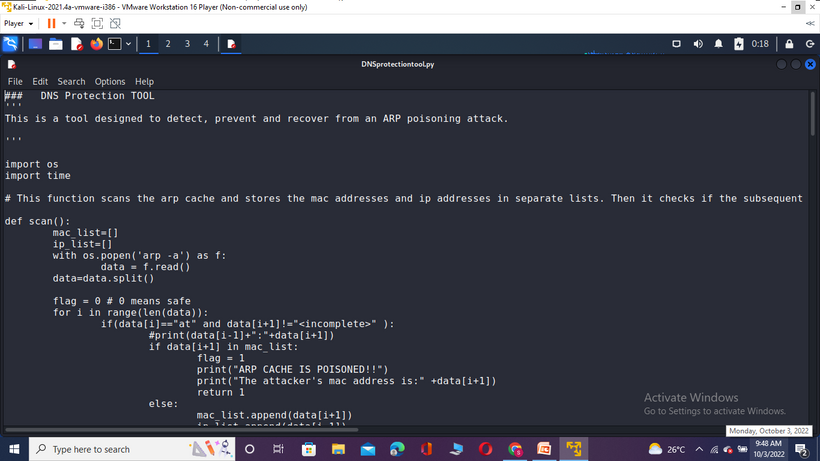 Kali-Linux-2021.4a-vmware-i386 - VMware Workstation 16 Player (Non-commercial use only)
Player
1 2 3 4
0:18
DNSprotectiontool.py
File Edit Search Options Help
### DNS Protection TOOL
'''
This is a tool designed to detect, prevent and recover from an ARP poisoning attack.
'''
import os
import time
# This function scans the arp cache and stores the mac addresses and ip addresses in separate lists. Then it checks if the subsequent
def scan():
mac_list=[]
ip_list=[]
with os.popen('arp -a') as f:
data = f.read()
data=data.split()
flag = 0 # 0 means safe
for i in range(len(data)):
if(data[i]=="at" and data[i+1]!="<incomplete>" ):
#print(data[i-1]+":"+data[i+1])
if data[i+1] in mac_list:
flag = 1
print("ARP CACHE IS POISONED!!")
print("The attacker's mac address is:" +data[i+1])
return 1
else:
mac_list.append(data[i+1])
Activate Windows
Go to Settings to activate Windows.
Monday, October 3, 2022
Type here to search
26°C
9:48 AM
10/3/2022
2